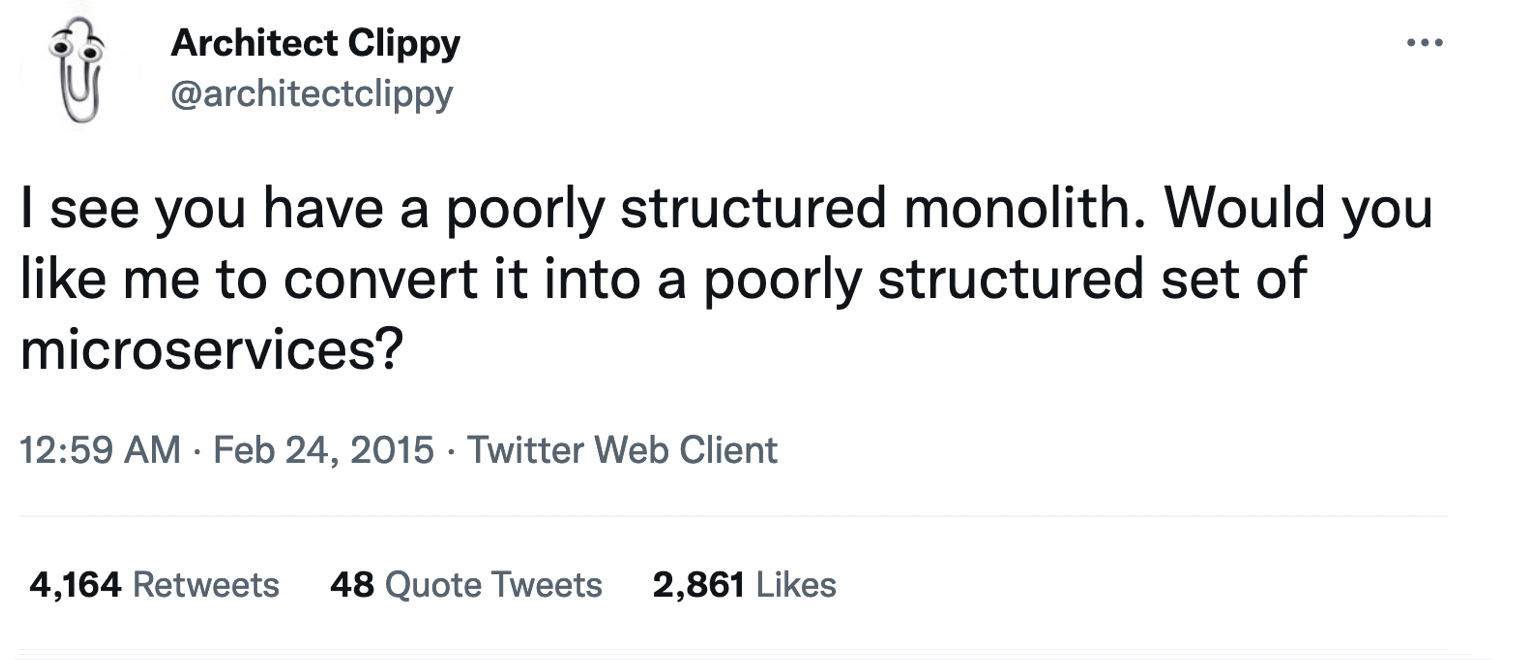 Architect Clippy
@architectclippy
I see you have a poorly structured monolith. Would you
like me to convert it into a poorly structured set of
microservices?
12:59 AM · Feb 24, 2015 · Twitter Web Client
4,164 Retweets 48 Quote Tweets 2,861 Likes